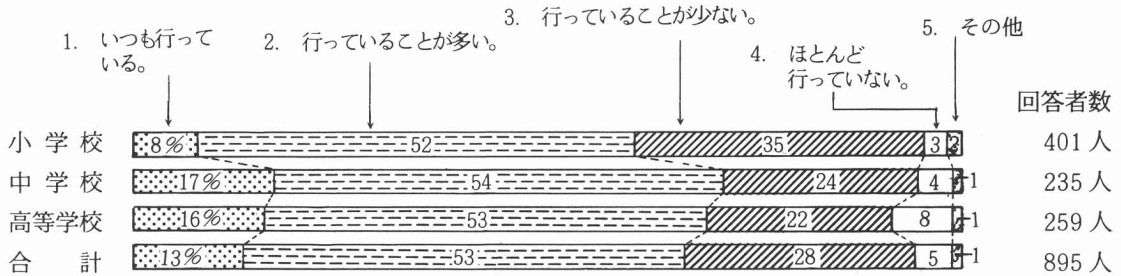 3. 行っていることが少ない。
1. いつも行って
いる。
2. 行っていることが多い。
5. その他
4. ほとんど
行っていない。
回答者数
小学校 8% 52 35 3 2 401人
中学校 17% 54 24 4 1 235人
高等学校 16% 53 22 8 1 259人
合計 13% 53 28 5 1 895人